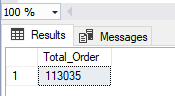 100 %
Results Messages
Total_Order
1 113035